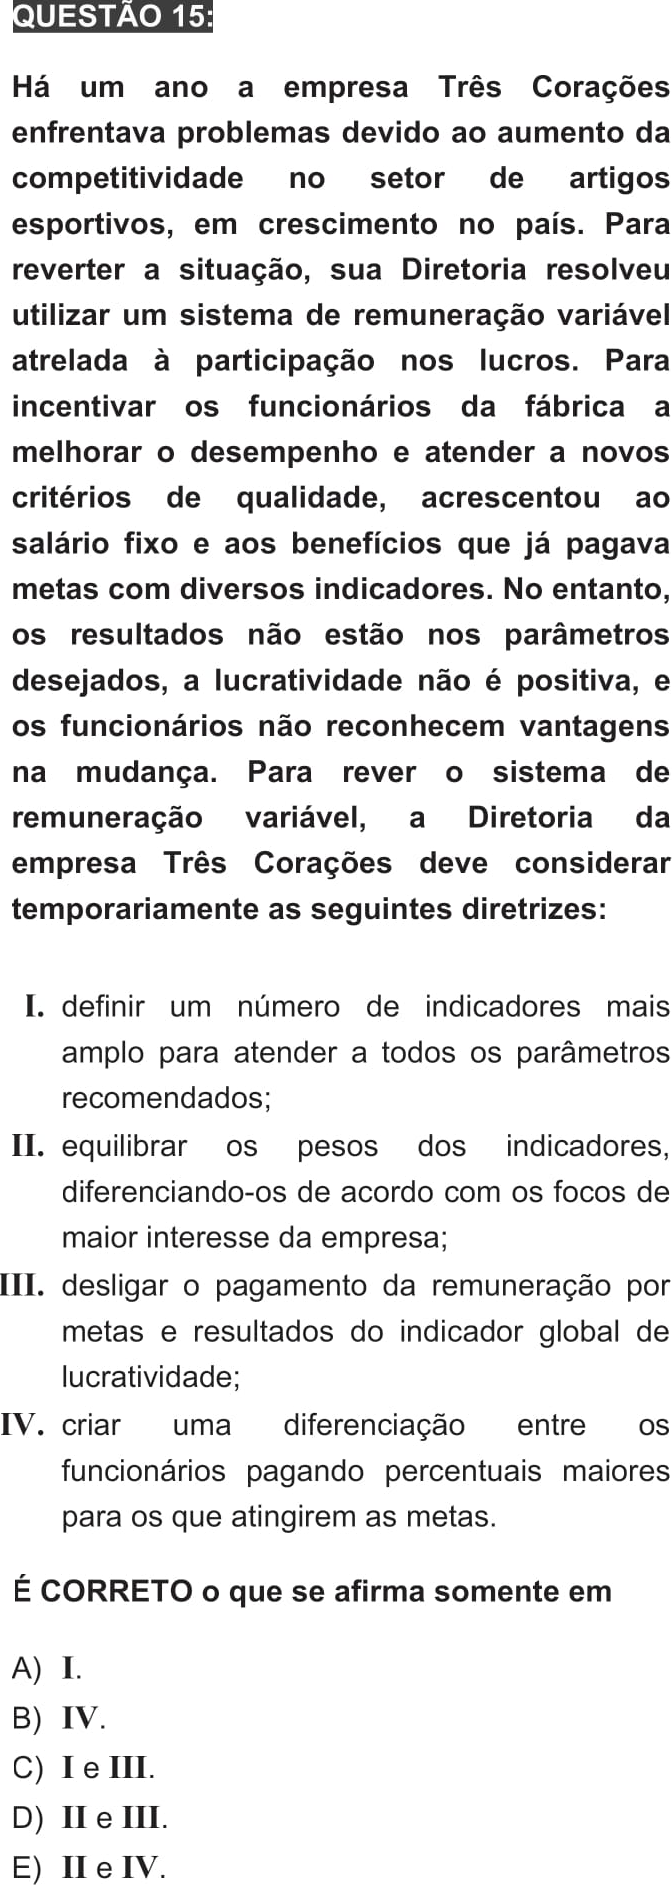 QUESTÃO 15:
Há um ano a empresa Três Corações
enfrentava problemas devido ao aumento da
competitividade no setor de artigos
esportivos, em crescimento no país. Para
reverter a situação, sua Diretoria resolveu
utilizar um sistema de remuneração variável
atrelada à participação nos lucros. Para
incentivar os funcionários da fábrica a
melhorar o desempenho e atender a novos
critérios de qualidade, acrescentou ao
salário fixo e aos benefícios que já pagava
metas com diversos indicadores. No entanto,
os resultados não estão nos parâmetros
desejados, a lucratividade não é positiva, e
os funcionários não reconhecem vantagens
na mudança. Para rever o sistema de
remuneração variável, a Diretoria da
empresa Três Corações deve considerar
temporariamente as seguintes diretrizes:
I. definir um número de indicadores mais
amplo para atender a todos os parâmetros
recomendados;
II. equilibrar os pesos dos indicadores,
diferenciando-os de acordo com os focos de
maior interesse da empresa;
III. desligar o pagamento da remuneração por
metas e resultados do indicador global de
lucratividade;
IV. criar uma diferenciação entre os
funcionários pagando percentuais maiores
para os que atingirem as metas.
É CORRETO o que se afirma somente em
A) I.
B) IV.
C) I e III.
D) II e III.
E) II e IV.